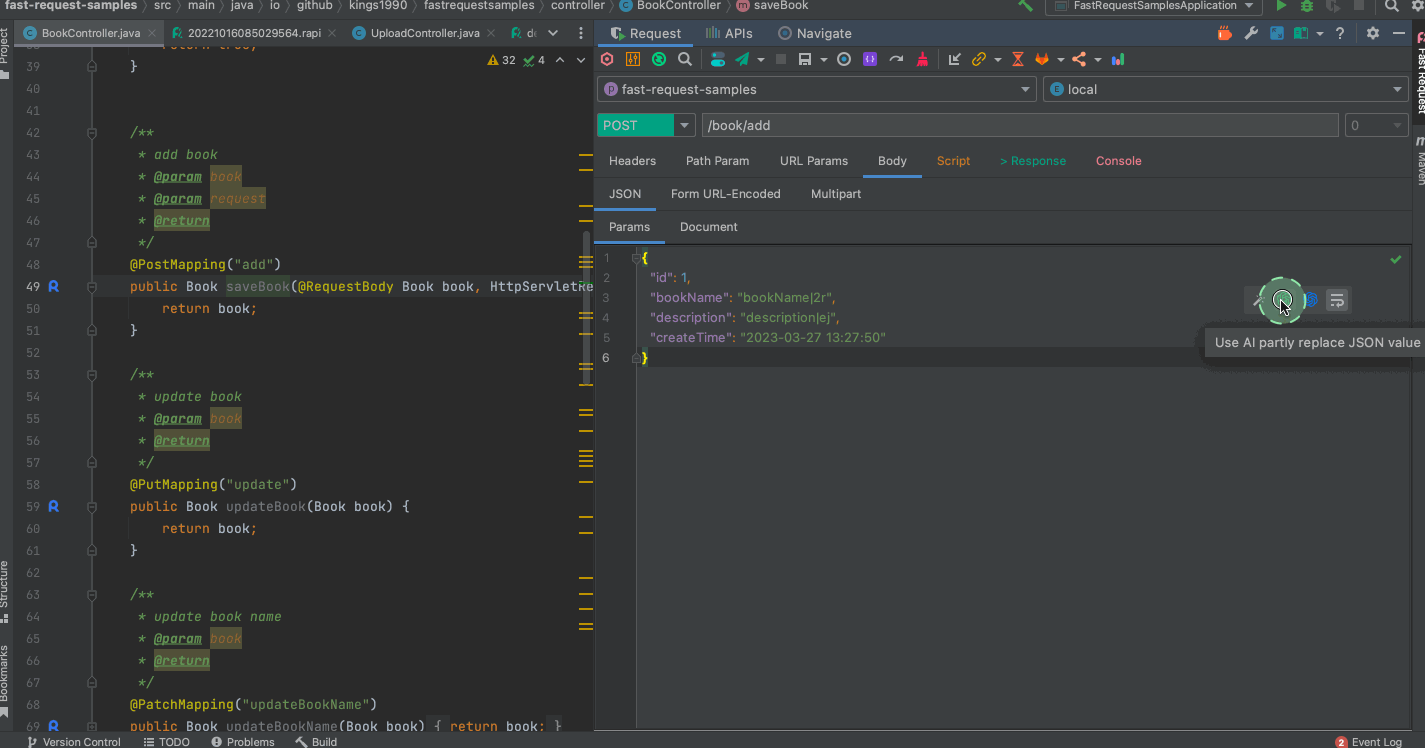 fast-request-samples › src › main › java › io › github › kings1990 › fastrequestsamples › controller › BookController › saveBook FastRequestSamplesApplication
BookController.java 20221016085029564.rapi UploadController.java
32 4
Project
39 }
40
41
42 /**
43 * add book
44 * @param book
45 * @param request
46 * @return
47 */
48 @PostMapping("add")
49 public Book saveBook(@RequestBody Book book, HttpServletRe
50 return book;
51 }
52
53 /**
54 * update book
55 * @param book
56 * @return
57 */
58 @PutMapping("update")
59 public Book updateBook(Book book) {
60 return book;
61 }
62
63 /**
64 * update book name
65 * @param book
66 * @return
67 */
68 @PatchMapping("updateBookName")
69 public Book updateBookName(Book book) { return book; }
Structure
Bookmarks
Request APIs Navigate
fast-request-samples local
POST /book/add 0
Headers Path Param URL Params Body Script > Response Console
JSON Form URL-Encoded Multipart
Params Document
1 {
2 "id": 1,
3 "bookName": "bookName|2r",
4 "description": "description|ej",
5 "createTime": "2023-03-27 13:27:50"
6 }
Use AI partly replace JSON value
Fast Request
Maven
Version Control TODO Problems Build 2 Event Log